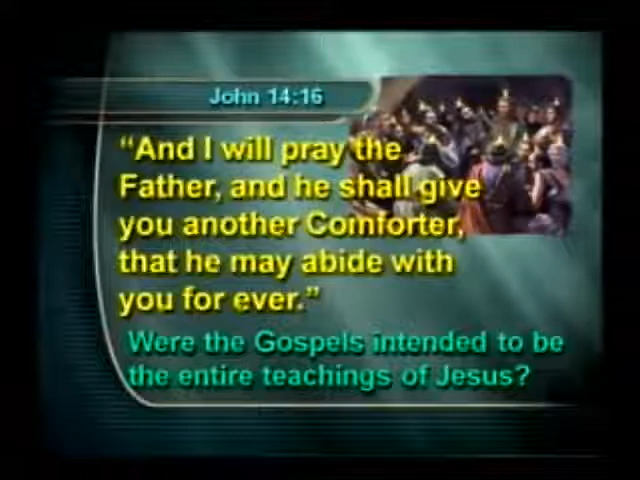 John 14:16
“And I will pray the
Father, and he shall give
you another Comforter,
that he may abide with
you for ever.”
Were the Gospels intended to be
the entire teachings of Jesus?